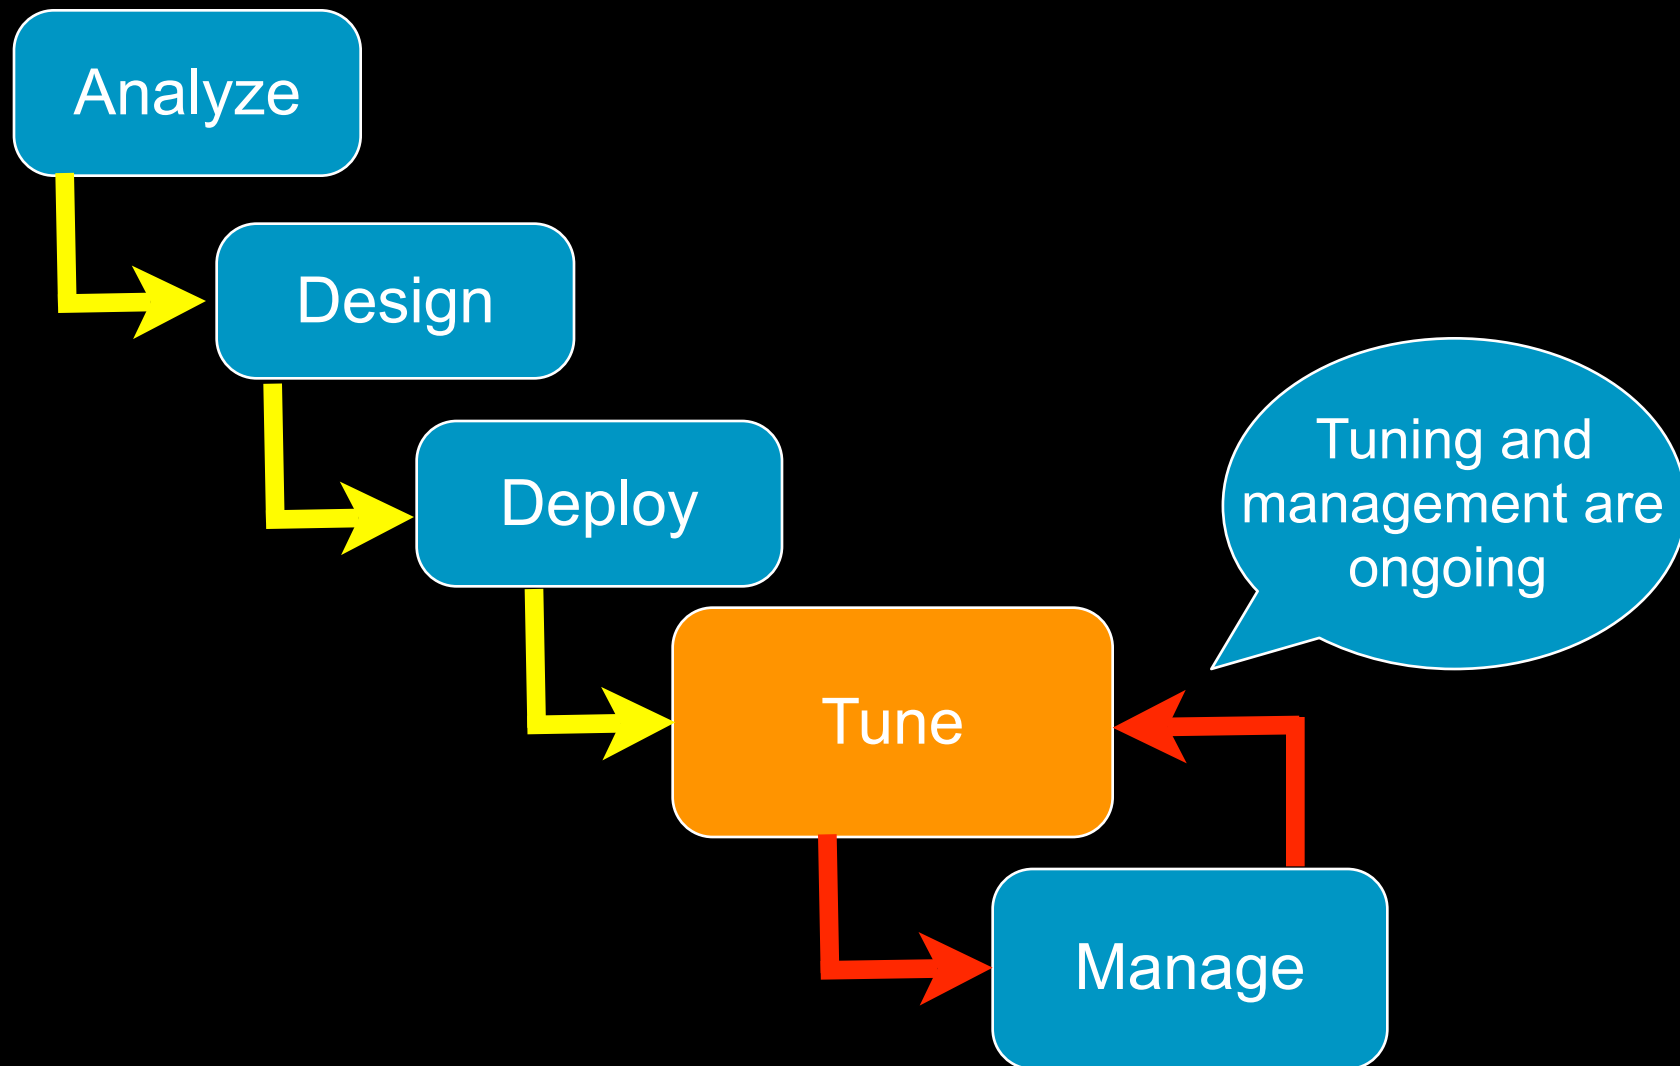 Analyze
Design
Deploy
Tuning and
management are
ongoing
Tune
Manage